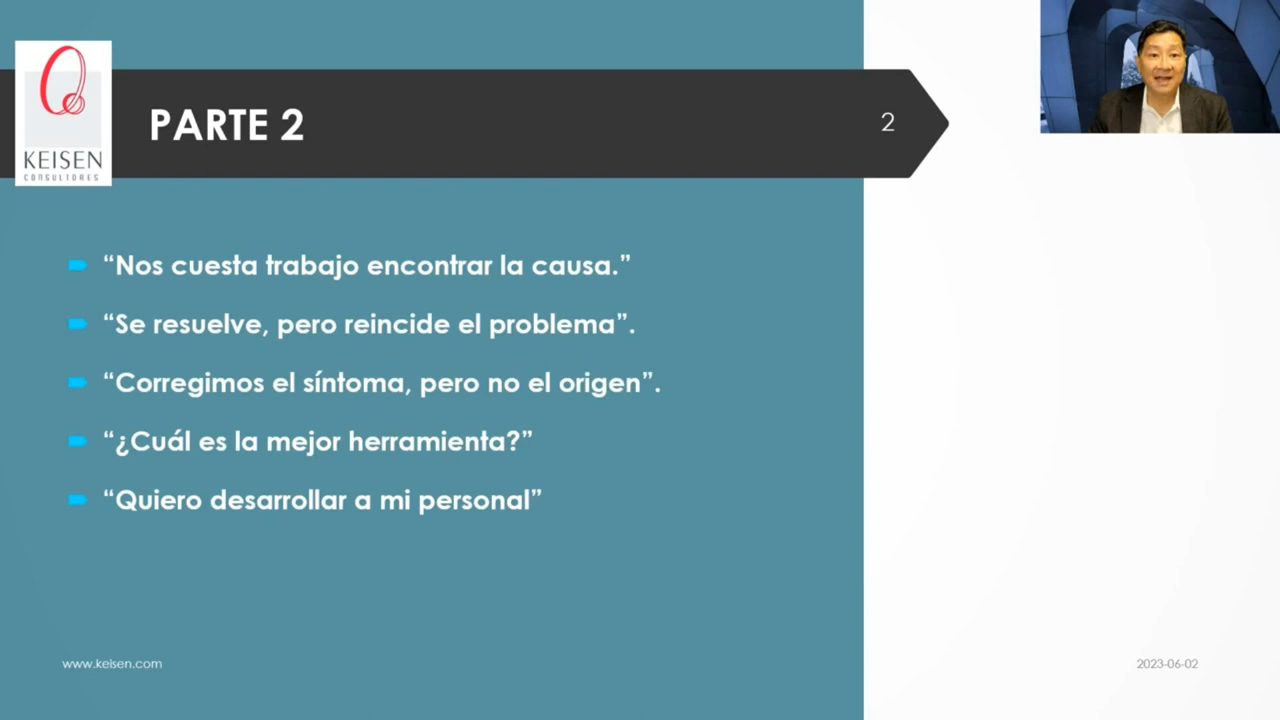 KEISEN
CONSULTORES
PARTE 2
2
“Nos cuesta trabajo encontrar la causa.”
“Se resuelve, pero reincide el problema”.
“Corregimos el síntoma, pero no el origen”.
“¿Cuál es la mejor herramienta?”
“Quiero desarrollar a mi personal”
www.keisen.com
2023-06-02